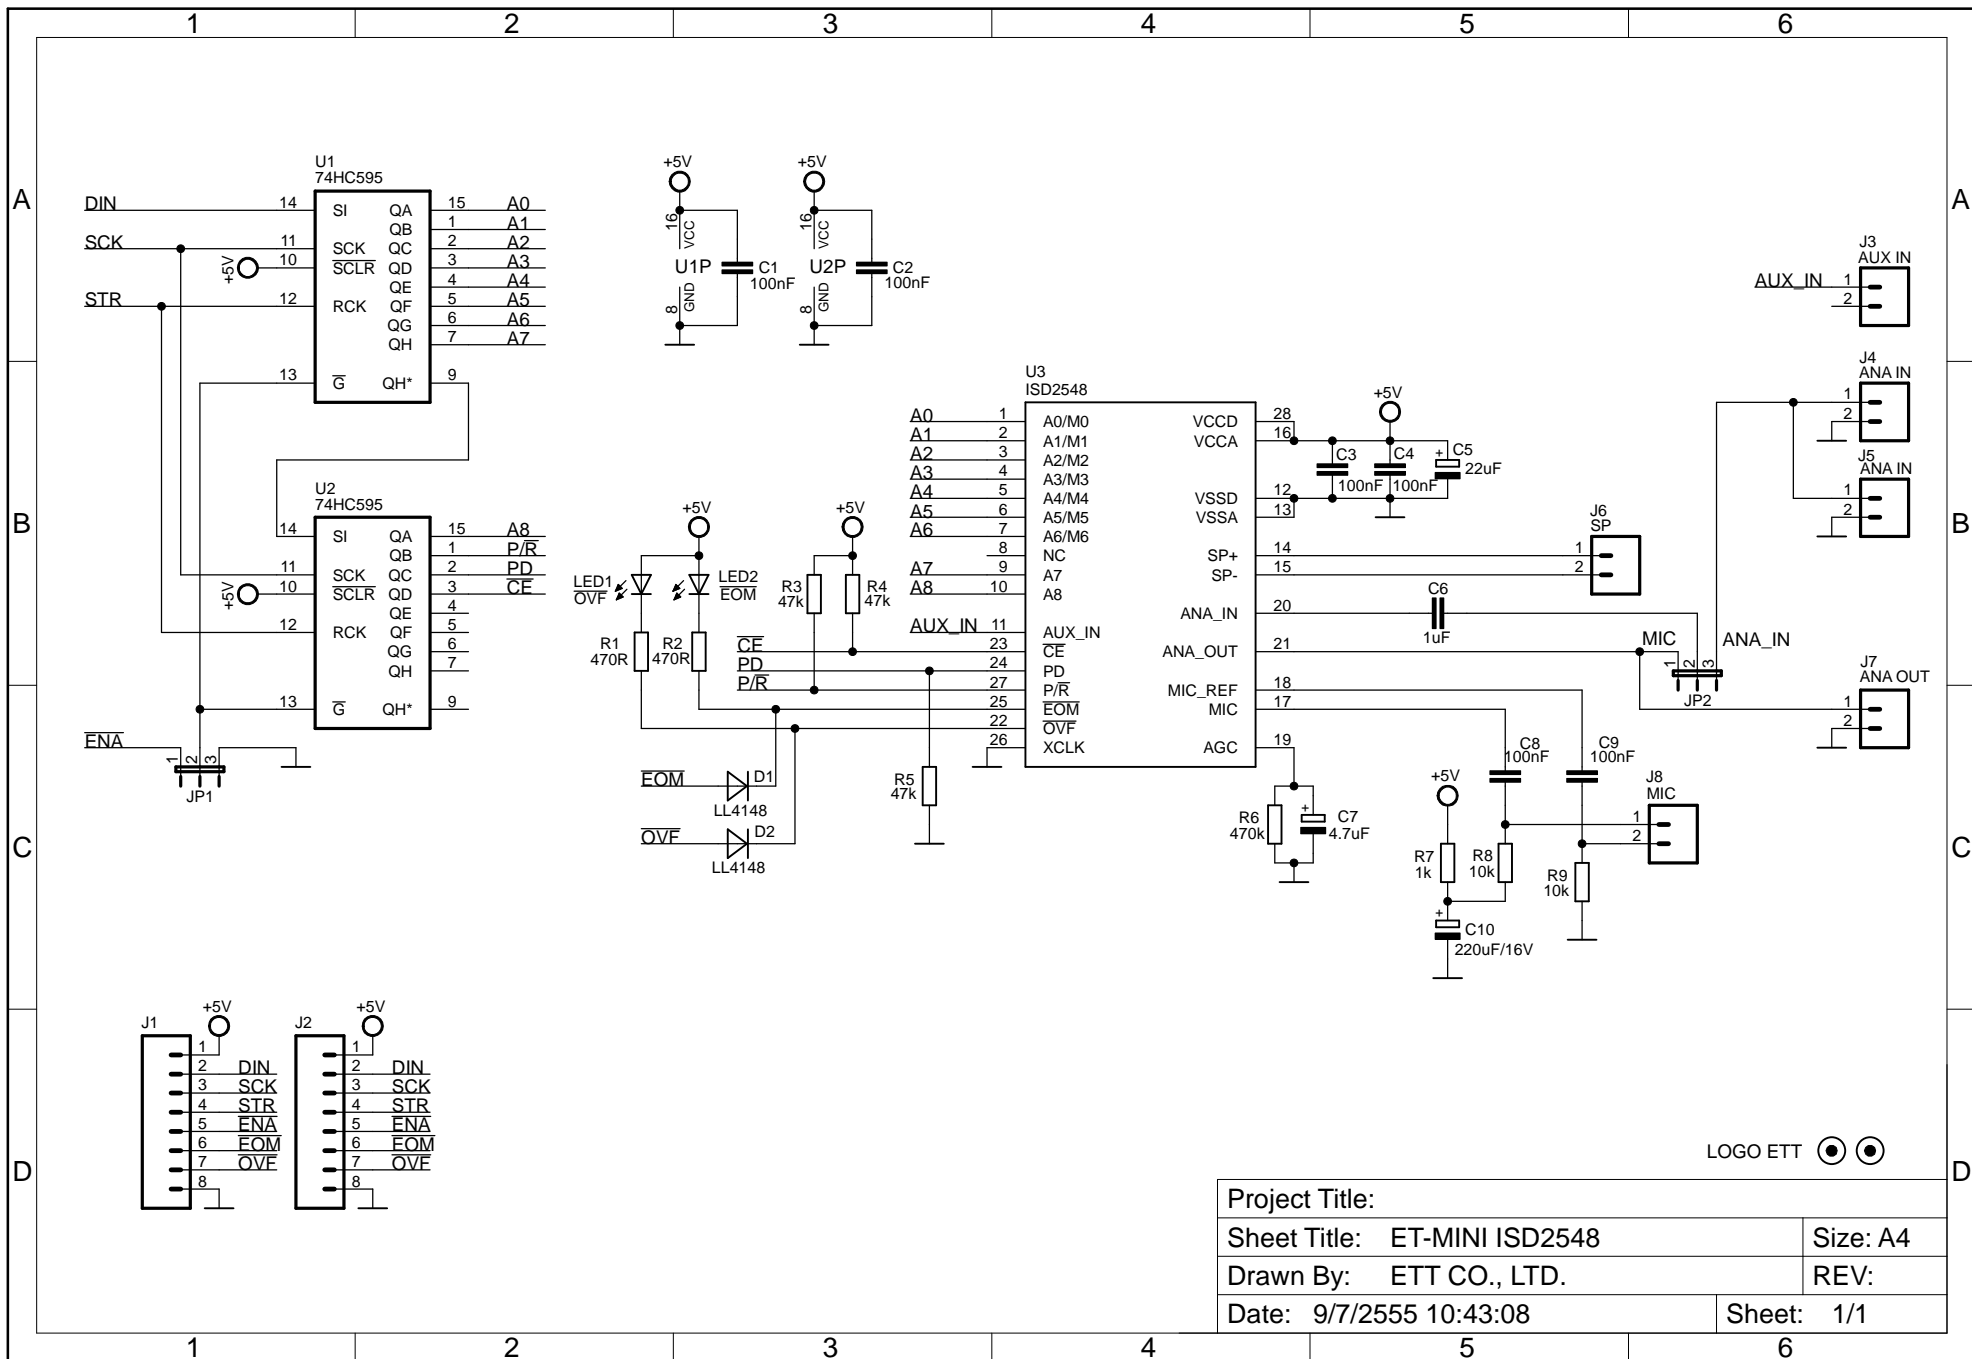 1 2 3 4 5 6
A A
B B
C C
D D
1 2 3 4 5 6
U1
74HC595
DIN 14 SI QA 15 A0
QB 1 A1
SCK 11 SCK QC 2 A2
+5V 10 SCLR QD 3 A3
QE 4 A4
STR 12 RCK QF 5 A5
QG 6 A6
QH 7 A7
13 G QH* 9
U2
74HC595
14 SI QA 15 A8
QB 1 P/R
11 SCK QC 2 PD
+5V 10 SCLR QD 3 CE
QE 4
12 RCK QF 5
QG 6
QH 7
13 G QH* 9
ENA 1 2 3
JP1
+5V
16 VCC
U1P
8 GND
C1
100nF
+5V
16 VCC
U2P
8 GND
C2
100nF
+5V
LED1
OVF
LED2
EOM
R1
470R
R2
470R
+5V
R3
47k
R4
47k
CE
PD
P/R
EOM
D1
LL4148
OVF
D2
LL4148
R5
47k
U3
ISD2548
A0 1 A0/M0 VCCD 28
A1 2 A1/M1 VCCA 16
A2 3 A2/M2
A3 4 A3/M3
A4 5 A4/M4 VSSD 12
A5 6 A5/M5 VSSA 13
A6 7 A6/M6
8 NC SP+ 14
A7 9 A7 SP- 15
A8 10 A8
ANA_IN 20
AUX_IN 11 AUX_IN
23 CE ANA_OUT 21
24 PD
27 P/R MIC_REF 18
25 EOM MIC 17
22 OVF
26 XCLK AGC 19
+5V
C3
100nF
C4
100nF
+
C5
22uF
J6
SP
1
2
C6
1uF
MIC
1 2 3
ANA_IN
JP2
R6
470k
+
C7
4.7uF
C8
100nF
C9
100nF
+5V
R7
1k
R8
10k
R9
10k
+
C10
220uF/16V
J8
MIC
1
2
J3
AUX IN
AUX_IN 1
2
J4
ANA IN
1
2
J5
ANA IN
1
2
J7
ANA OUT
1
2
J1
+5V
1
2 DIN
3 SCK
4 STR
5 ENA
6 EOM
7 OVF
8
J2
+5V
1
2 DIN
3 SCK
4 STR
5 ENA
6 EOM
7 OVF
8
LOGO ETT
Project Title:
Sheet Title: ET-MINI ISD2548 Size: A4
Drawn By: ETT CO., LTD. REV:
Date: 9/7/2555 10:43:08 Sheet: 1/1